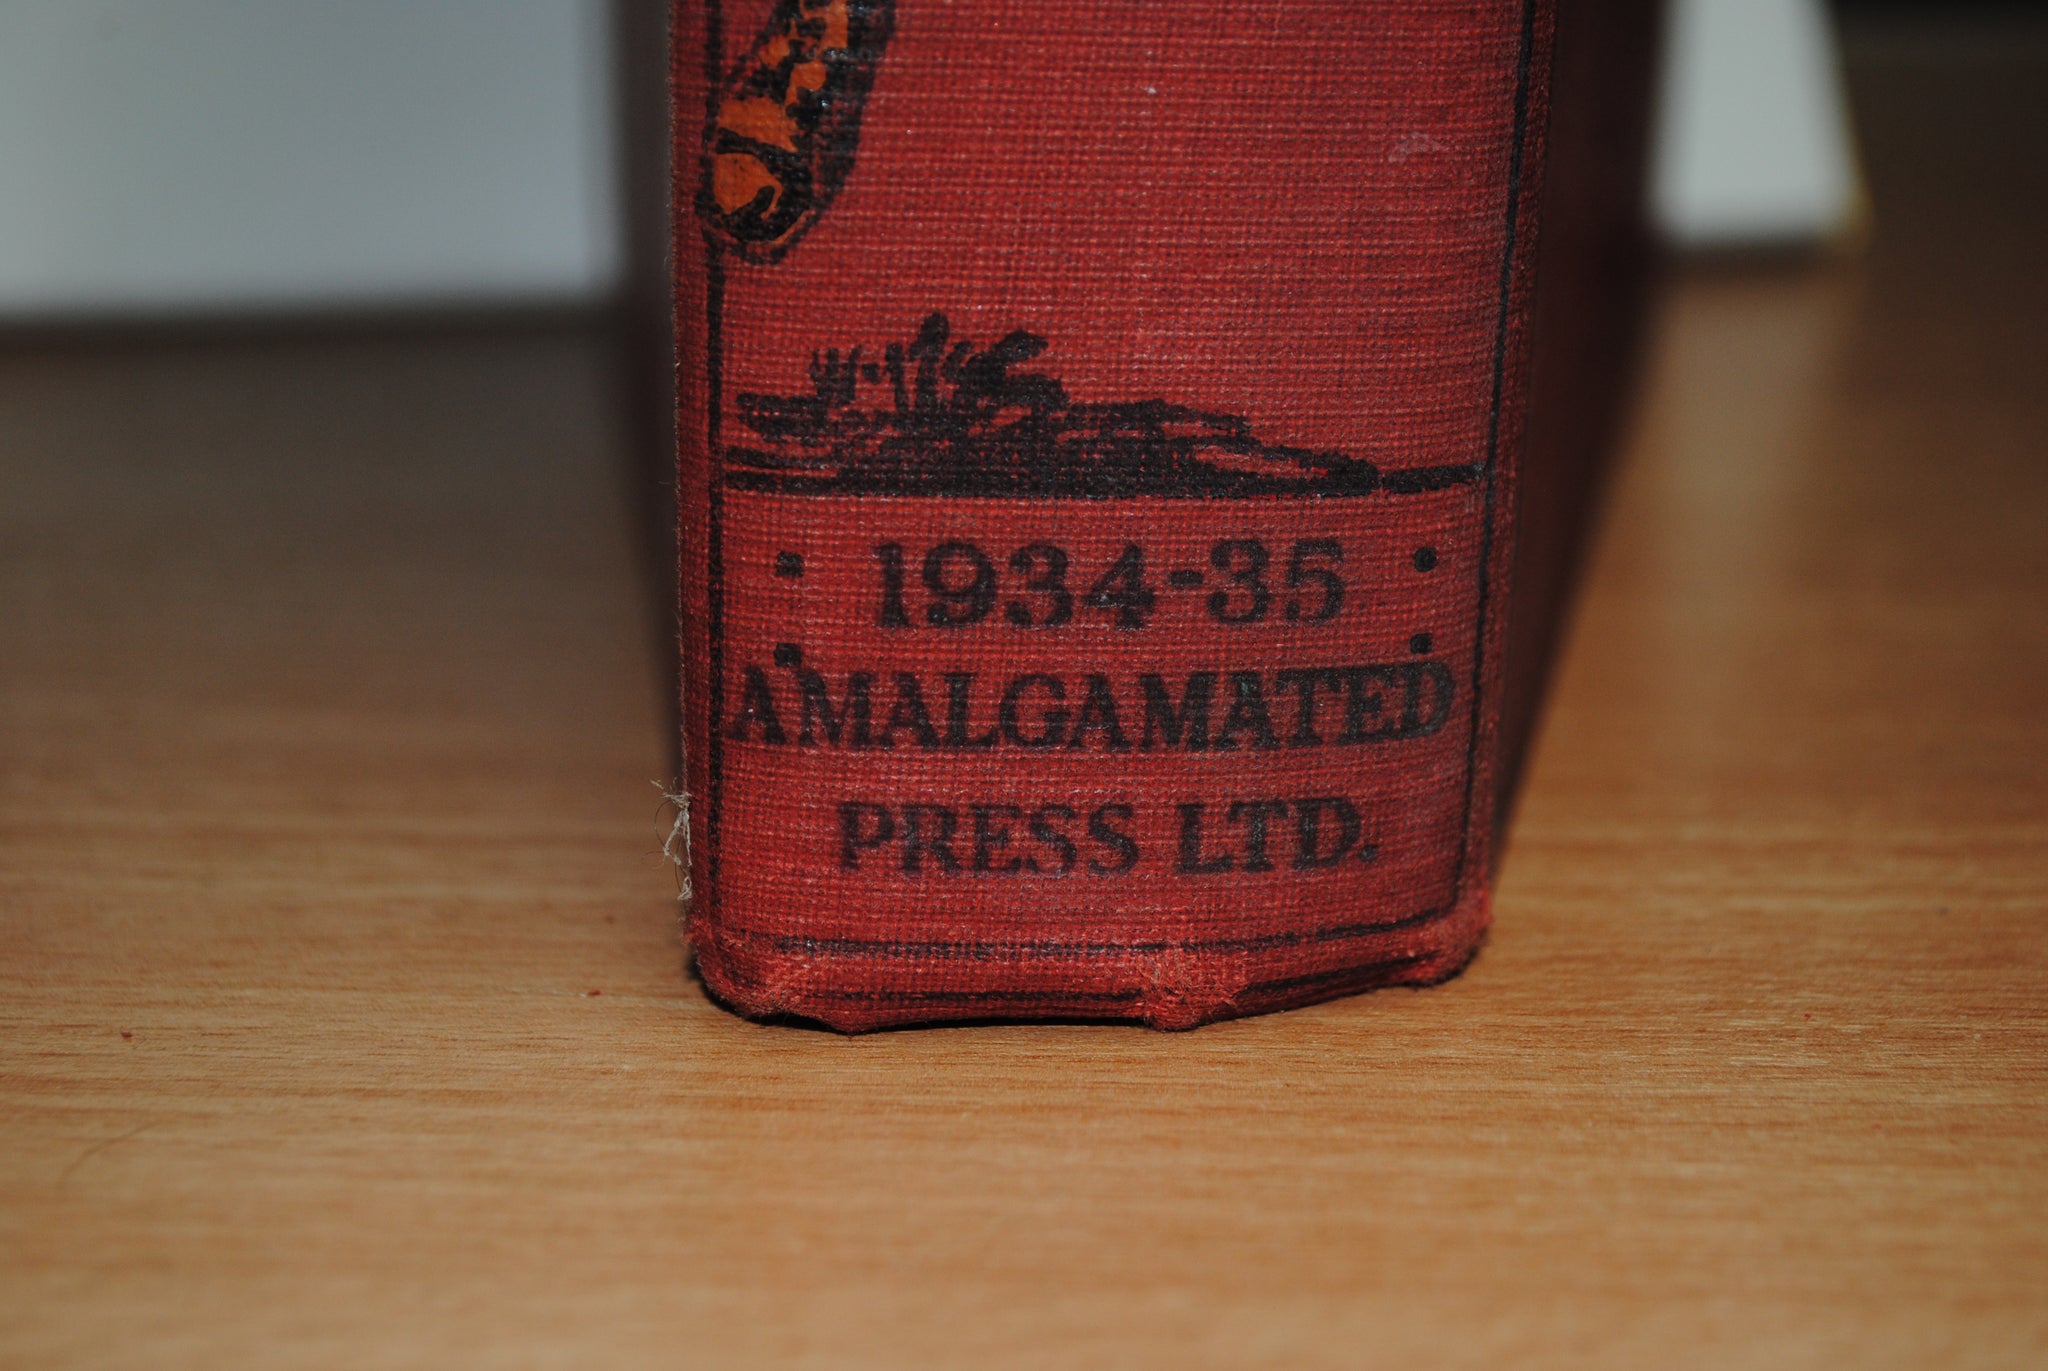 1934-35
AMALGAMATED
PRESS LTD.